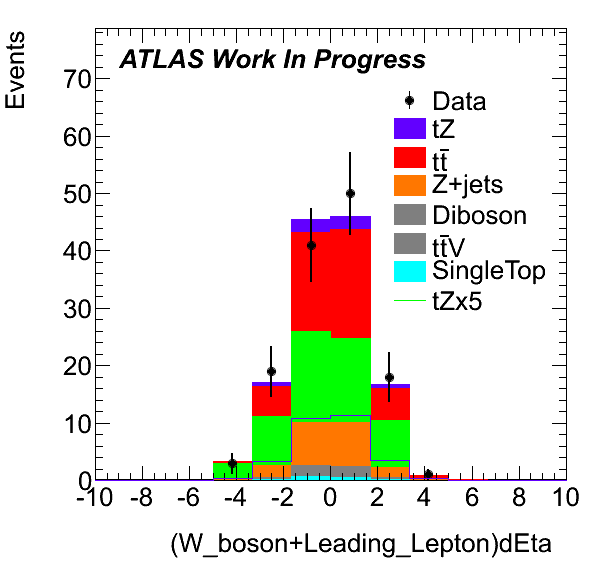 Events
ATLAS Work In Progress
70
60
50
40
30
20
10
0
Data
tZ
tt̄
Z+jets
Diboson
tt̄V
SingleTop
tZx5
-10 -8 -6 -4 -2 0 2 4 6 8 10
(W_boson+Leading_Lepton)dEta